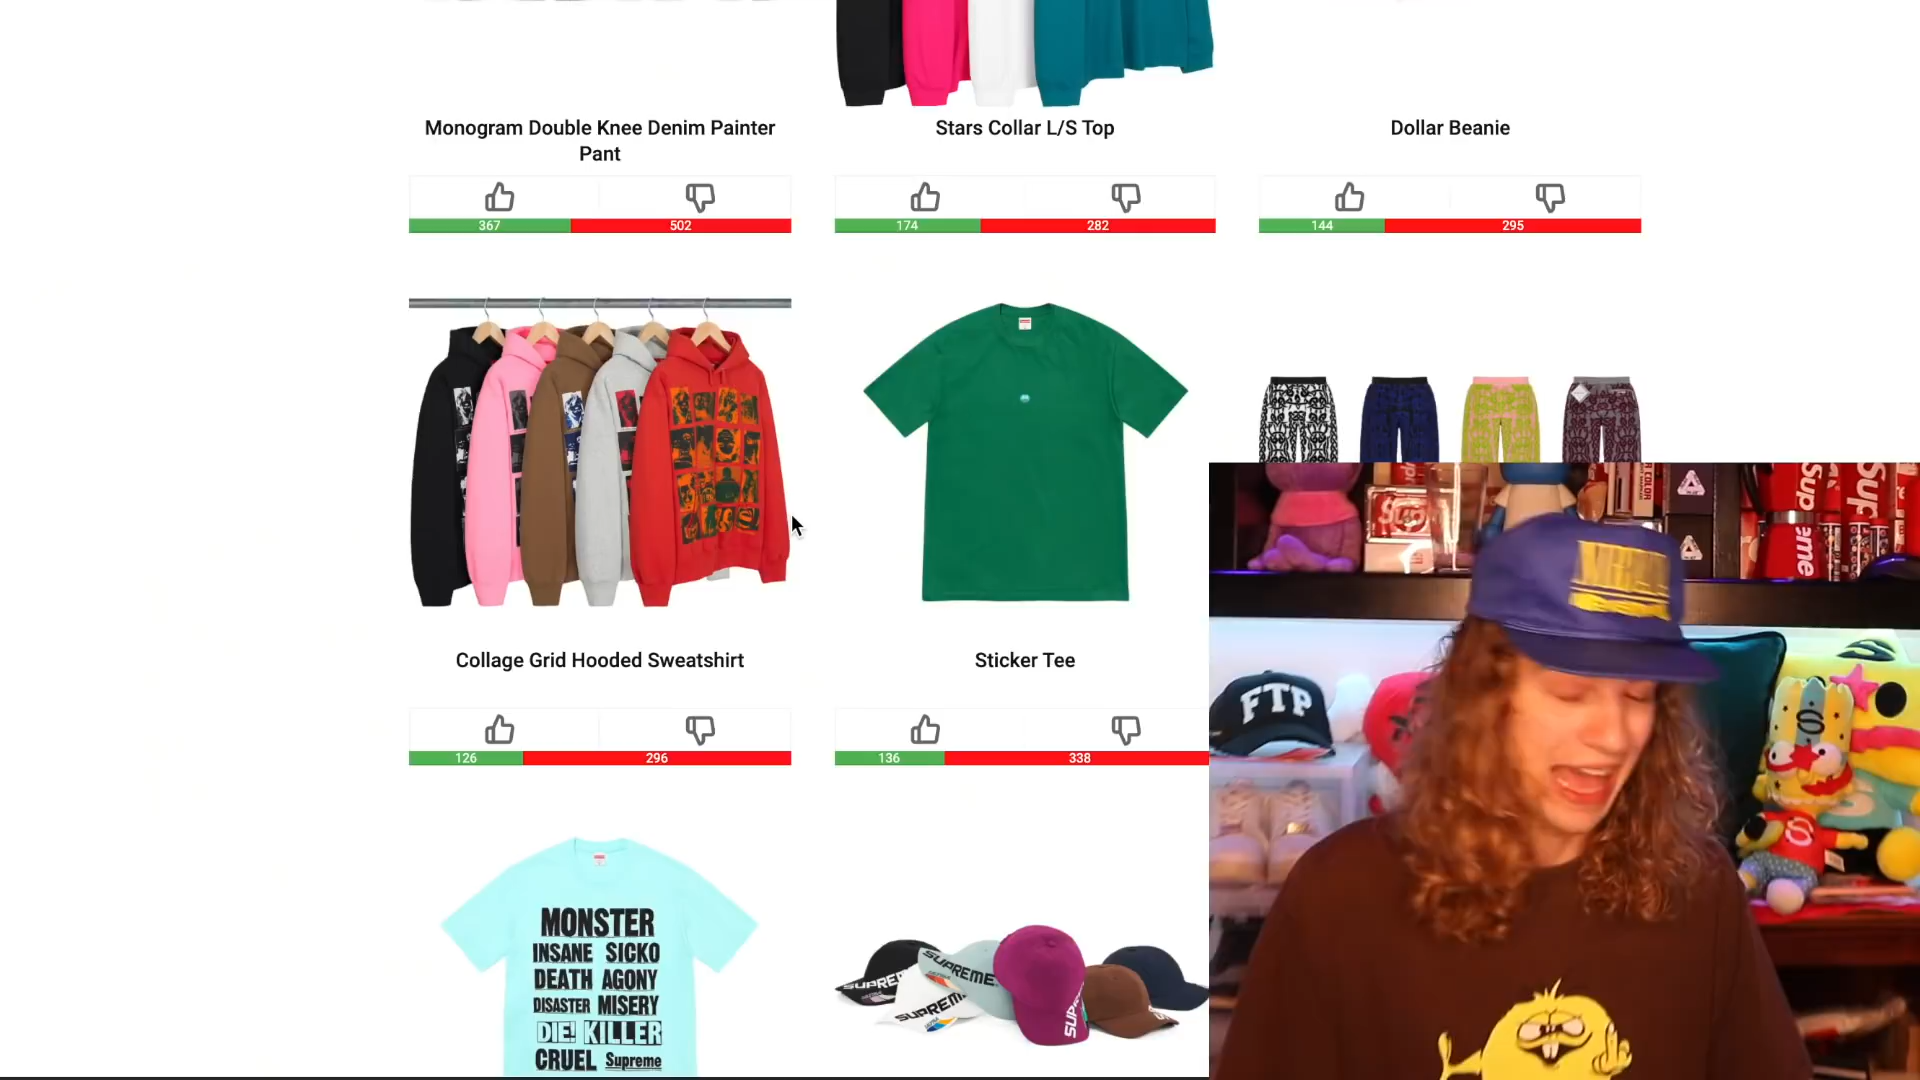 Monogram Double Knee Denim Painter
Pant
Stars Collar L/S Top
Dollar Beanie
367
502
174
282
144
295
Collage Grid Hooded Sweatshirt
Sticker Tee
126
296
136
338
MONSTER
INSANE SICKO
DEATH AGONY
DISASTER MISERY
DIE! KILLER
CRUEL Supreme
SUPREME
SUPREME
FTP